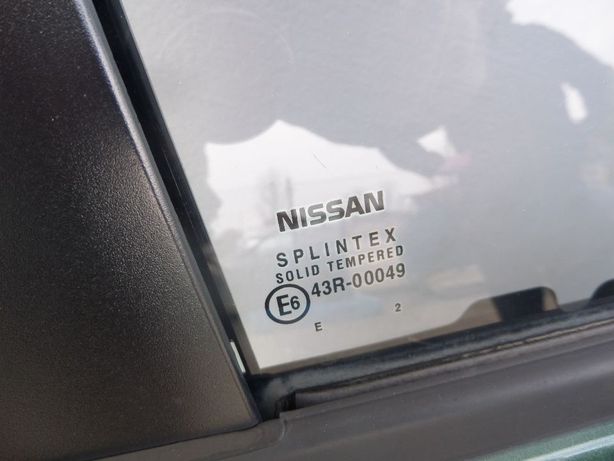 NISSAN
SPLINTEX
SOLID TEMPERED
E6 43R-00049
E 2